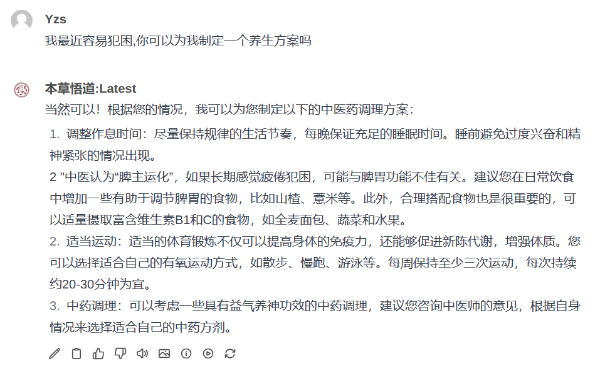 Yzs
我最近容易犯困,你可以为我制定一个养生方案吗
本草悟道:Latest
当然可以！根据您的情况，我可以为您制定以下的中医药调理方案：
1. 调整作息时间：尽量保持规律的生活节奏，每晚保证充足的睡眠时间。睡前避免过度兴奋和精
神紧张的情况出现。
2 "中医认为“脾主运化”，如果长期感觉疲倦犯困，可能与脾胃功能不佳有关。建议您在日常饮食
中增加一些有助于调节脾胃的食物，比如山楂、薏米等。此外，合理搭配食物也是很重要的，可
以适量摄取富含维生素B1和C的食物，如全麦面包、蔬菜和水果。
2. 适当运动：适当的体育锻炼不仅可以提高身体的免疫力，还能够促进新陈代谢，增强体质。您
可以选择适合自己的有氧运动方式，如散步、慢跑、游泳等。每周保持至少三次运动，每次持续
约20-30分钟为宜。
3. 中药调理：可以考虑一些具有益气养神功效的中药调理，建议您咨询中医师的意见，根据自身
情况来选择适合自己的中药方剂。